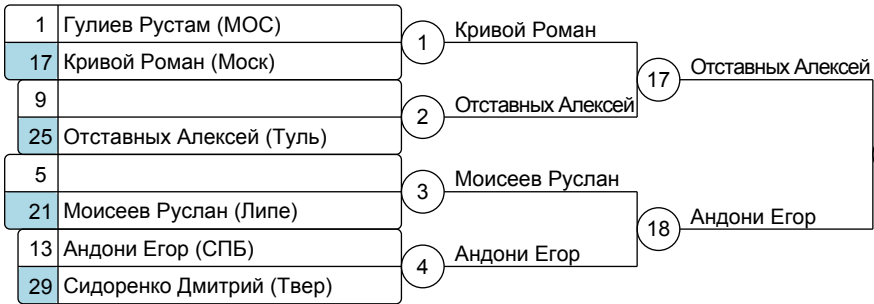 1 Гулиев Рустам (МОС)
17 Кривой Роман (Моск)
9
25 Отставных Алексей (Туль)
5
21 Моисеев Руслан (Липе)
13 Андони Егор (СПБ)
29 Сидоренко Дмитрий (Твер)
1 Кривой Роман
2 Отставных Алексей
3 Моисеев Руслан
4 Андони Егор
17 Отставных Алексей
18 Андони Егор